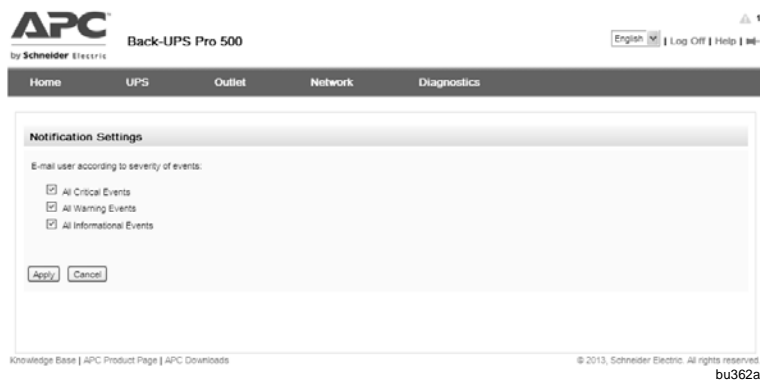 APC
by Schneider Electric
Back-UPS Pro 500
English | Log Off | Help |
Home UPS Outlet Network Diagnostics
Notification Settings
E-mail user according to severity of events:
All Critical Events
All Warning Events
All Informational Events
Apply Cancel
Knowledge Base | APC Product Page | APC Downloads
© 2013, Schneider Electric. All rights reserved.
bu362a